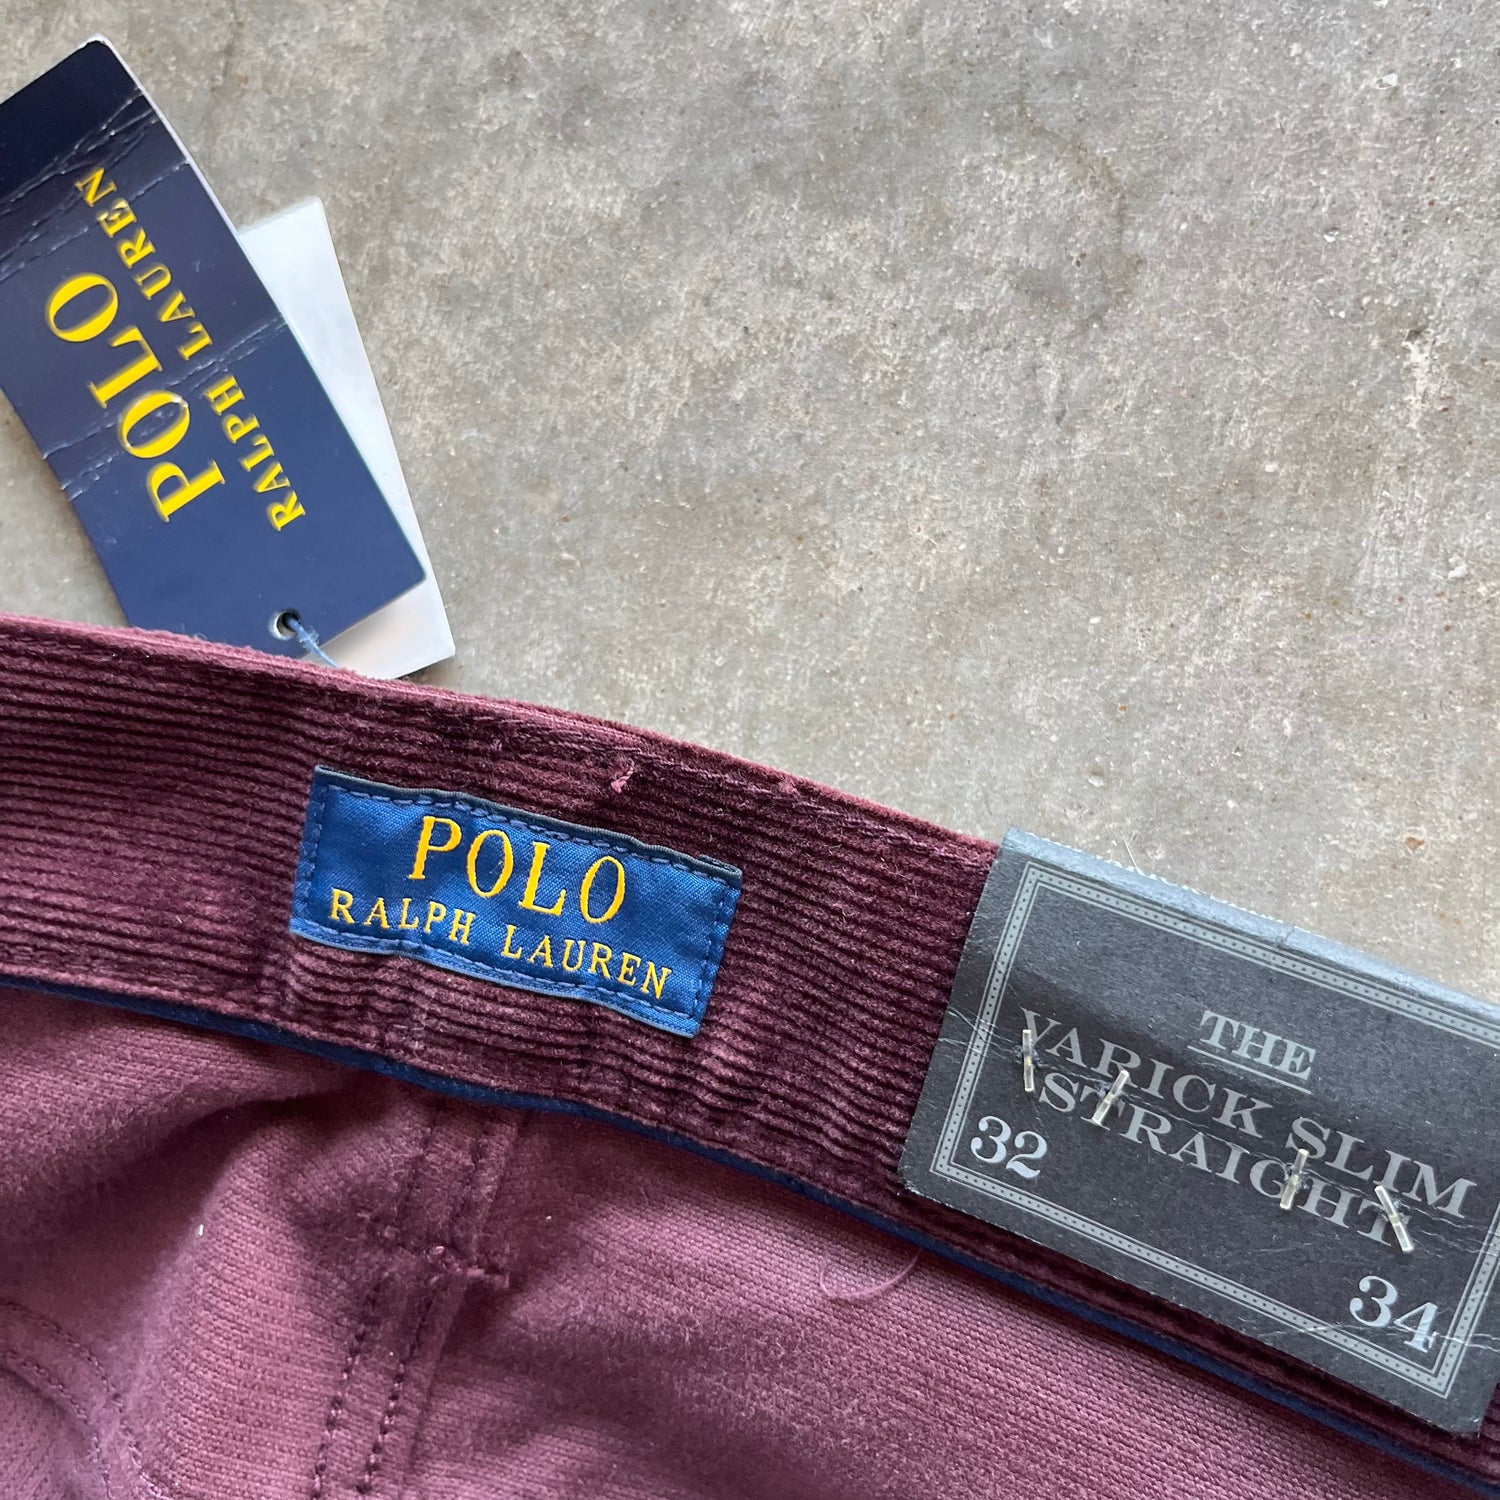 POLO
RALPH LAUREN
POLO
RALPH LAUREN
THE
VARICK SLIM
STRAIGHT
32
34